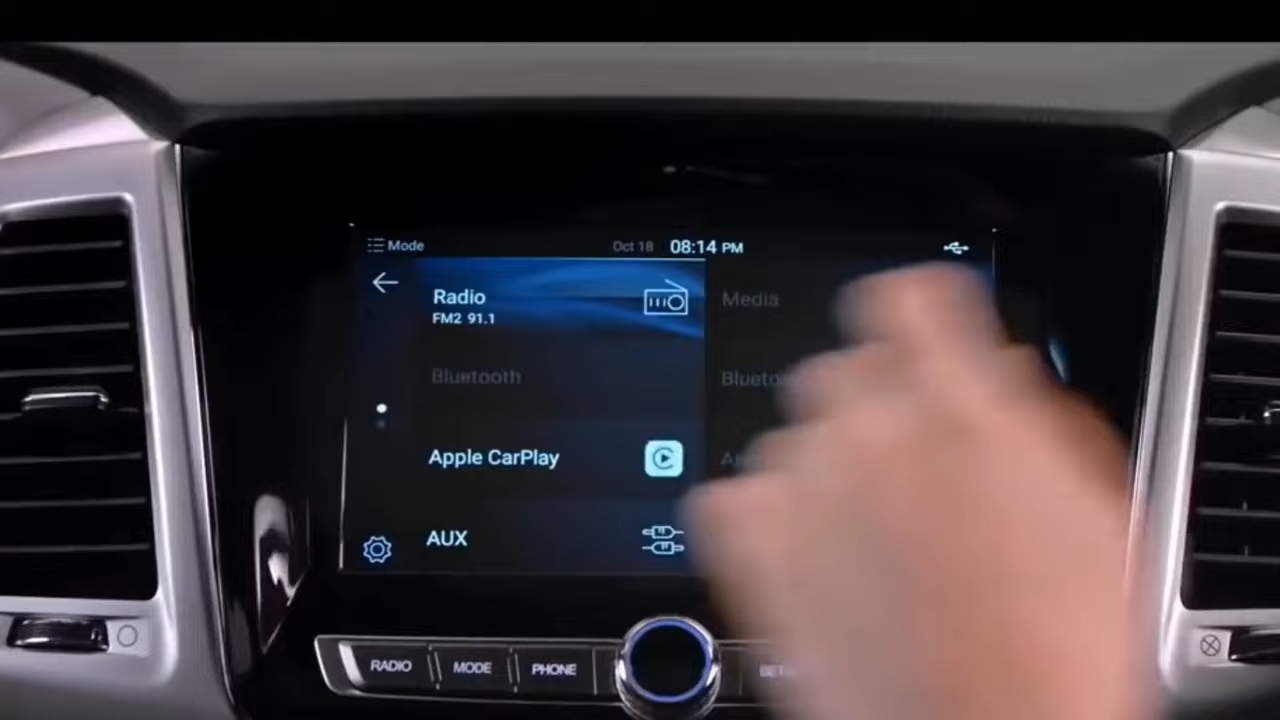 Mode
Oct 18 08:14 PM
Radio
FM2 91.1
Media
Bluetooth
Apple CarPlay
AUX
RADIO
MODE
PHONE